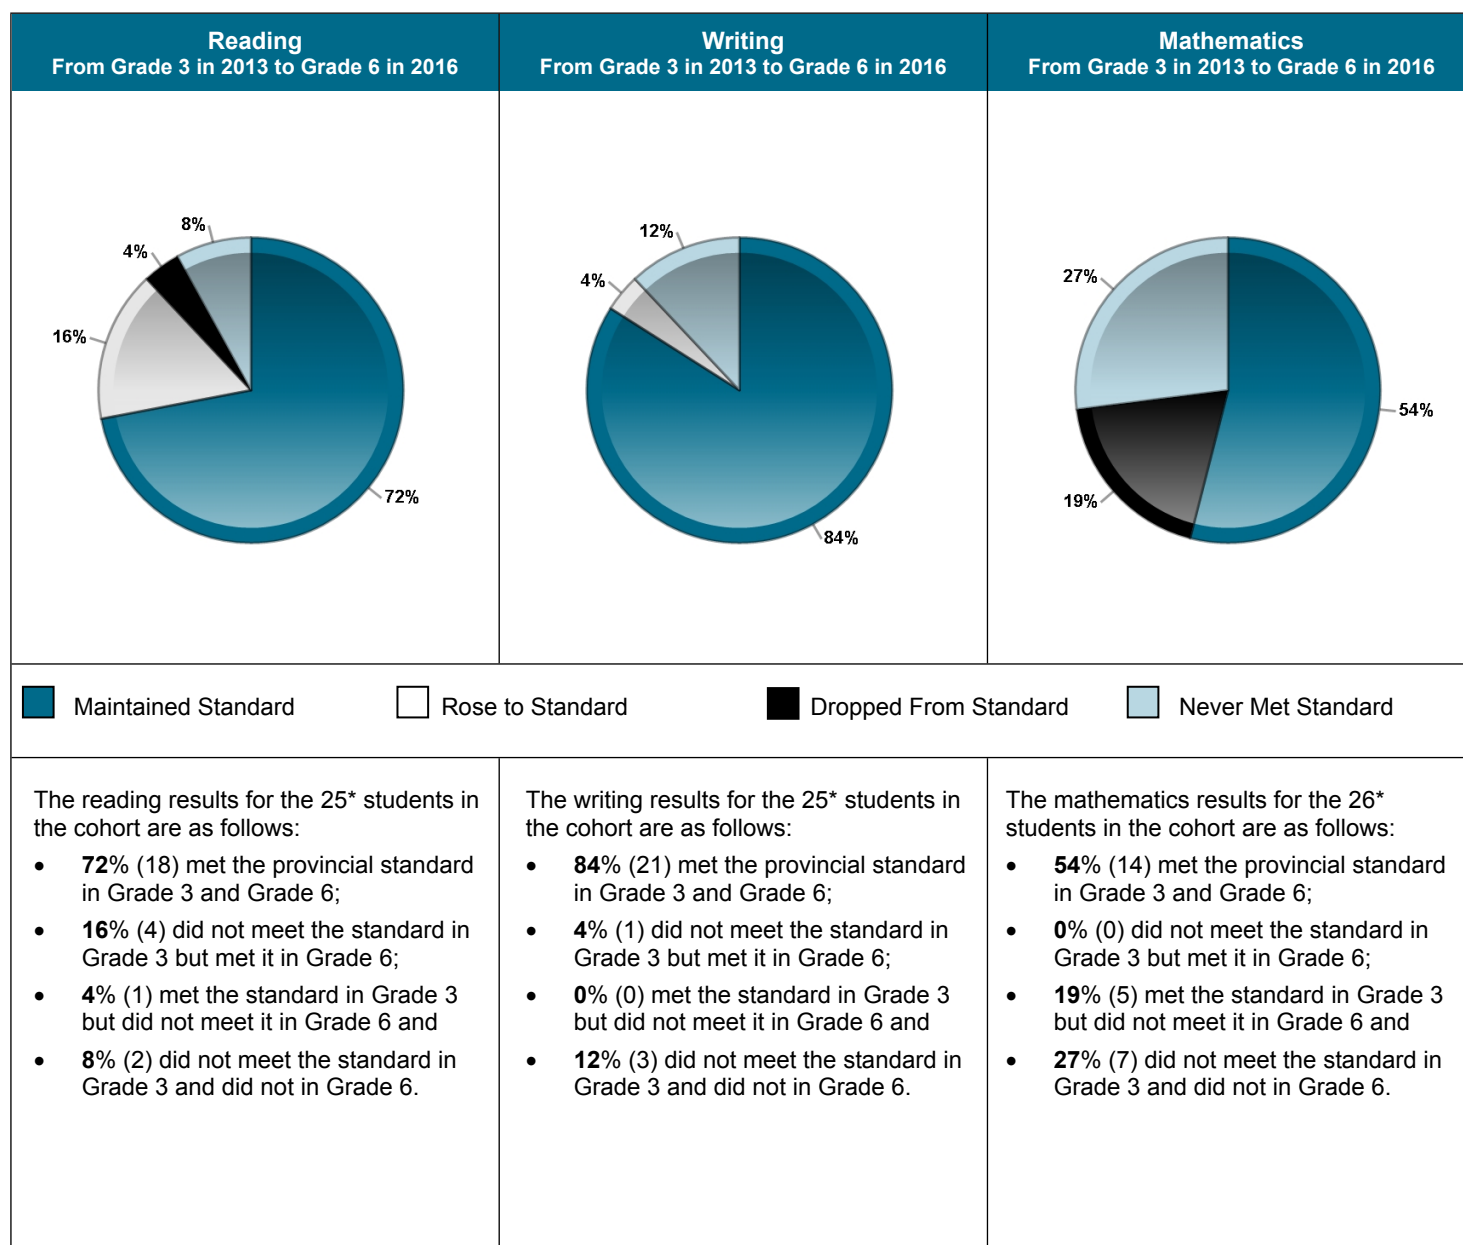 Reading
From Grade 3 in 2013 to Grade 6 in 2016
Writing
From Grade 3 in 2013 to Grade 6 in 2016
Mathematics
From Grade 3 in 2013 to Grade 6 in 2016
8%
4%
16%
72%
12%
4%
84%
27%
54%
19%
Maintained Standard
Rose to Standard
Dropped From Standard
Never Met Standard
The reading results for the 25* students in
the cohort are as follows:
• 72% (18) met the provincial standard
in Grade 3 and Grade 6;
• 16% (4) did not meet the standard in
Grade 3 but met it in Grade 6;
• 4% (1) met the standard in Grade 3
but did not meet it in Grade 6 and
• 8% (2) did not meet the standard in
Grade 3 and did not in Grade 6.
The writing results for the 25* students in
the cohort are as follows:
• 84% (21) met the provincial standard
in Grade 3 and Grade 6;
• 4% (1) did not meet the standard in
Grade 3 but met it in Grade 6;
• 0% (0) met the standard in Grade 3
but did not meet it in Grade 6 and
• 12% (3) did not meet the standard in
Grade 3 and did not in Grade 6.
The mathematics results for the 26*
students in the cohort are as follows:
• 54% (14) met the provincial standard
in Grade 3 and Grade 6;
• 0% (0) did not meet the standard in
Grade 3 but met it in Grade 6;
• 19% (5) met the standard in Grade 3
but did not meet it in Grade 6 and
• 27% (7) did not meet the standard in
Grade 3 and did not in Grade 6.